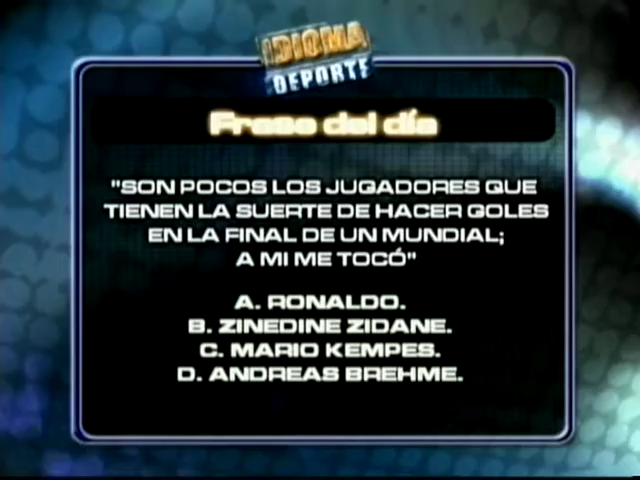 IDIOMA
DEPORTE
Frase del día
"SON POCOS LOS JUGADORES QUE
TIENEN LA SUERTE DE HACER GOLES
EN LA FINAL DE UN MUNDIAL;
A MI ME TOCÓ"
A. RONALDO.
B. ZINEDINE ZIDANE.
C. MARIO KEMPES.
D. ANDREAS BREHME.